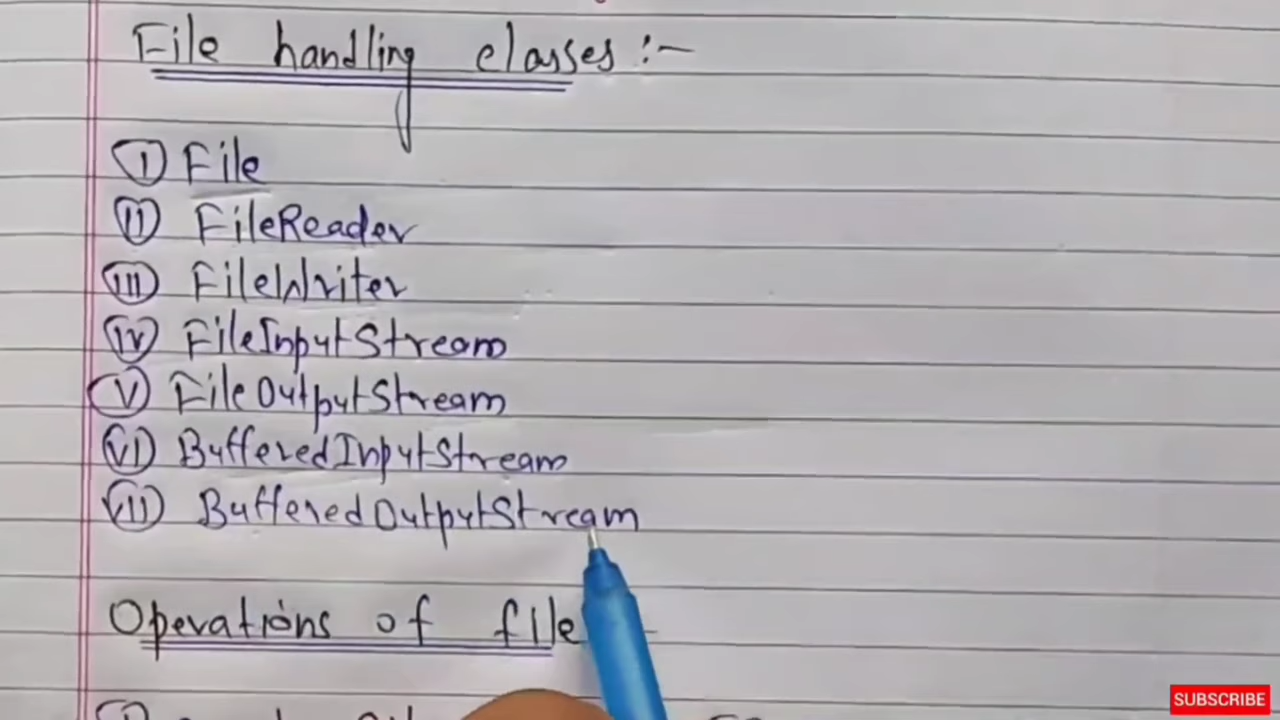 File handling classes :-
I File
II FileReader
III FileWriter
IV FileInputStream
V FileOutputStream
VI BufferedInputStream
VII BufferedOutputStream
Operations of file
SUBSCRIBE